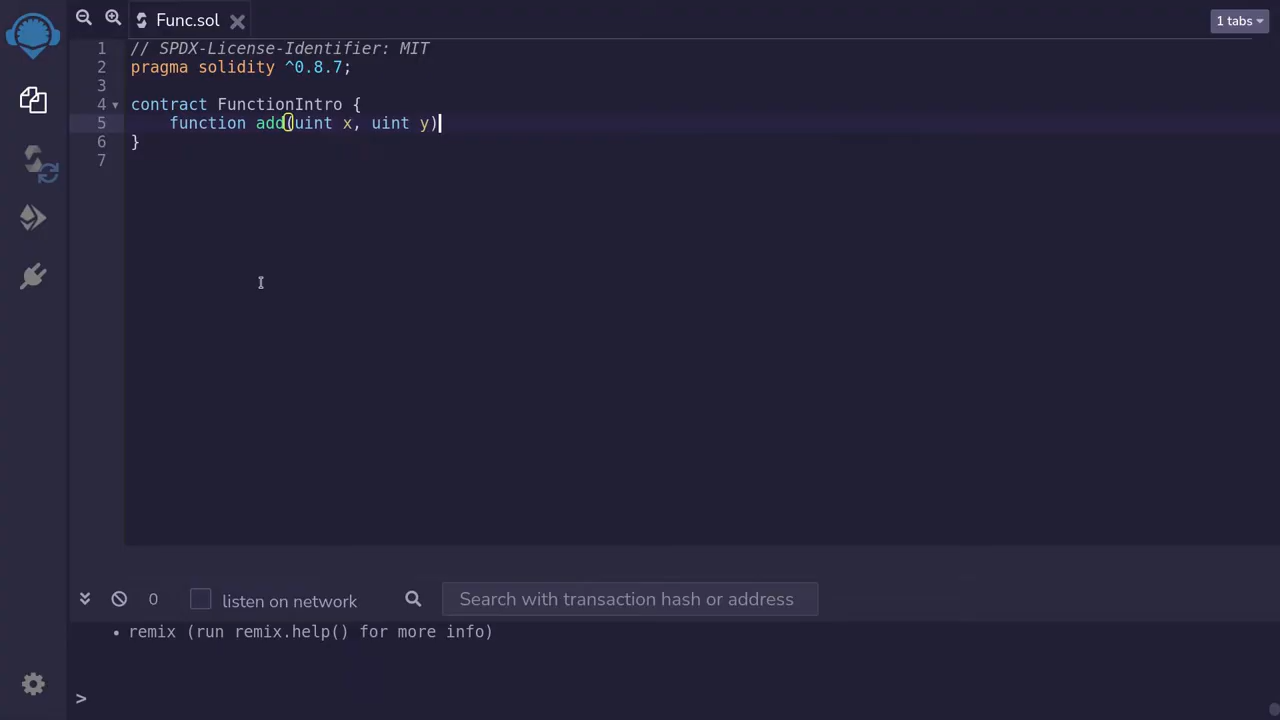 Func.sol
1 tabs
1 // SPDX-License-Identifier: MIT
2 pragma solidity ^0.8.7;
3
4 contract FunctionIntro {
5 function add(uint x, uint y)
6 }
7
0 listen on network Search with transaction hash or address
• remix (run remix.help() for more info)
>